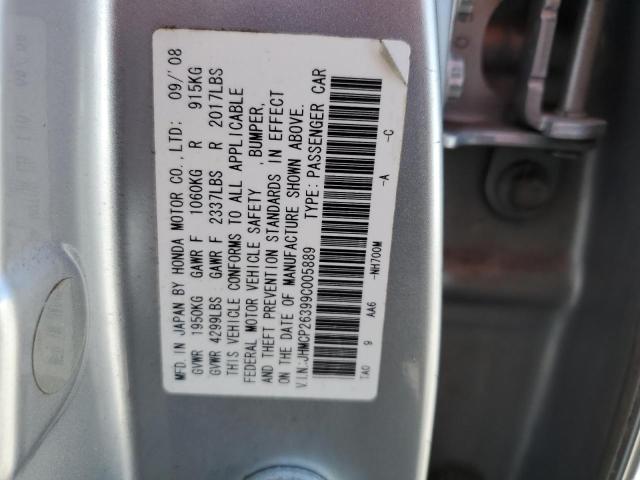 MFD. IN JAPAN BY HONDA MOTOR CO., LTD: 09/'08
GVWR 1950KG GAWR F 1060KG R 915KG
GVWR 4299LBS GAWR F 2337LBS R 2017LBS
THIS VEHICLE CONFORMS TO ALL APPLICABLE
FEDERAL MOTOR VEHICLE SAFETY :BUMPER,
AND THEFT PREVENTION STANDARDS IN EFFECT
ON THE DATE OF MANUFACTURE SHOWN ABOVE.
V.I.N.:JHMCP26399C005889 TYPE: PASSENGER CAR
TA0 9 AA6 -NH700M -A -C